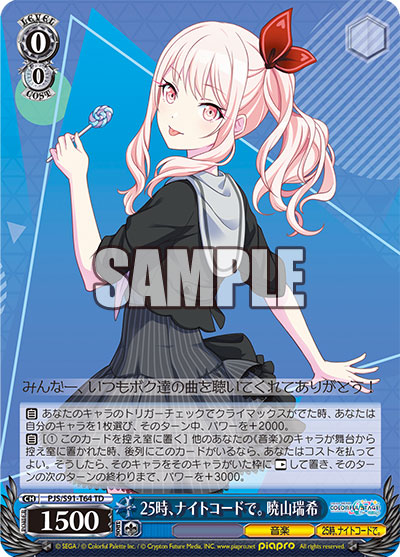 LEVEL
0
0
COST
SAMPLE
みんなー、いつもボク達の曲を聴いてくれてありがとう！
自 あなたのキャラのトリガーチェックでクライマックスがでた時、あなたは
自分のキャラを1枚選び、そのターン中、パワーを+2000。
自 [① このカードを控え室に置く] 他のあなたの《音楽》のキャラが舞台から
控え室に置かれた時、後列にこのカードがいるなら、あなたはコストを払って
よい。そうしたら、そのキャラをそのキャラがいた枠にレストして置き、次の
ターンの終わりまで、そのキャラのパワーを+1000。
CH
PJS/S91-T64 TD
POWER
1500
25時、ナイトコードで。 暁山瑞希
COLORFUL STAGE!
音楽
25時、ナイトコードで。
© SEGA / © Colorful Palette Inc. / © Crypton Future Media, INC. www.piapro.net piapro All rights reserved.